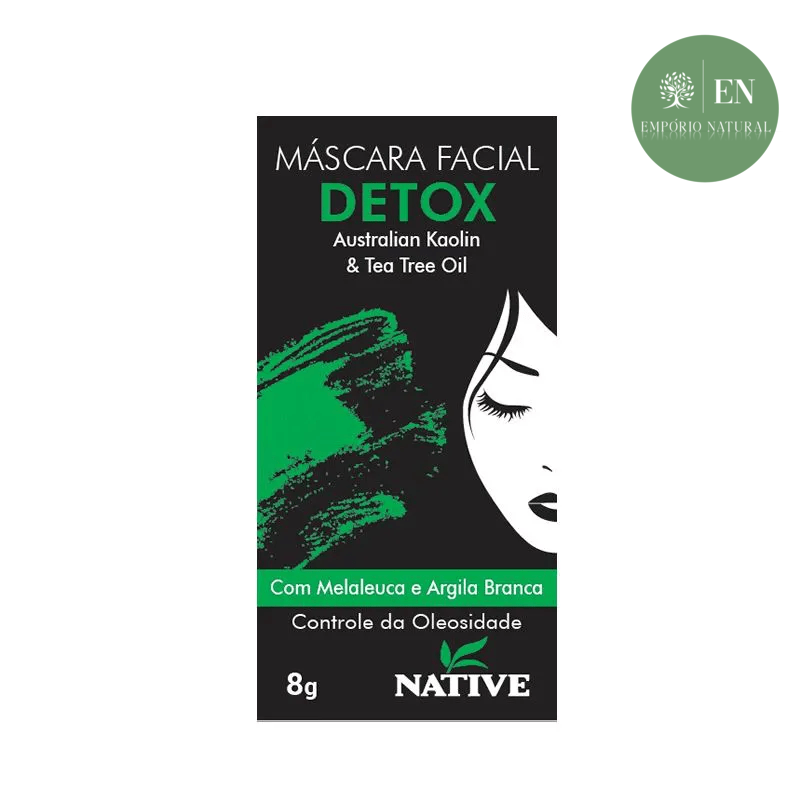 EN
EMPÓRIO NATURAL
MÁSCARA FACIAL
DETOX
Australian Kaolin
& Tea Tree Oil
Com Melaleuca e Argila Branca
Controle da Oleosidade
8g
NATIVE